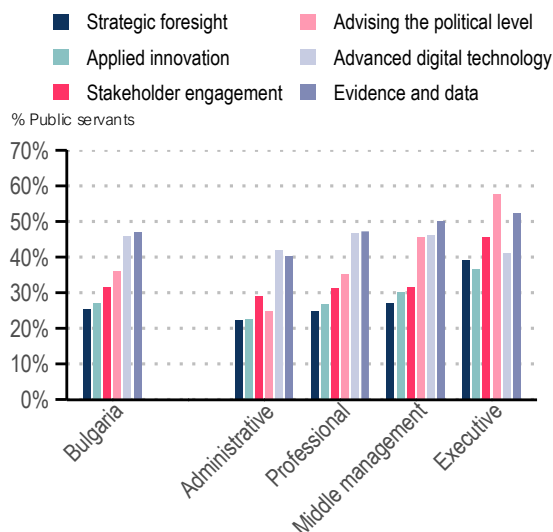 Strategic foresight
Advising the political level
Applied innovation
Advanced digital technology
Stakeholder engagement
Evidence and data
% Public servants
70%
60%
50%
40%
30%
20%
10%
0%
Bulgaria
Administrative
Professional
Middle management
Executive